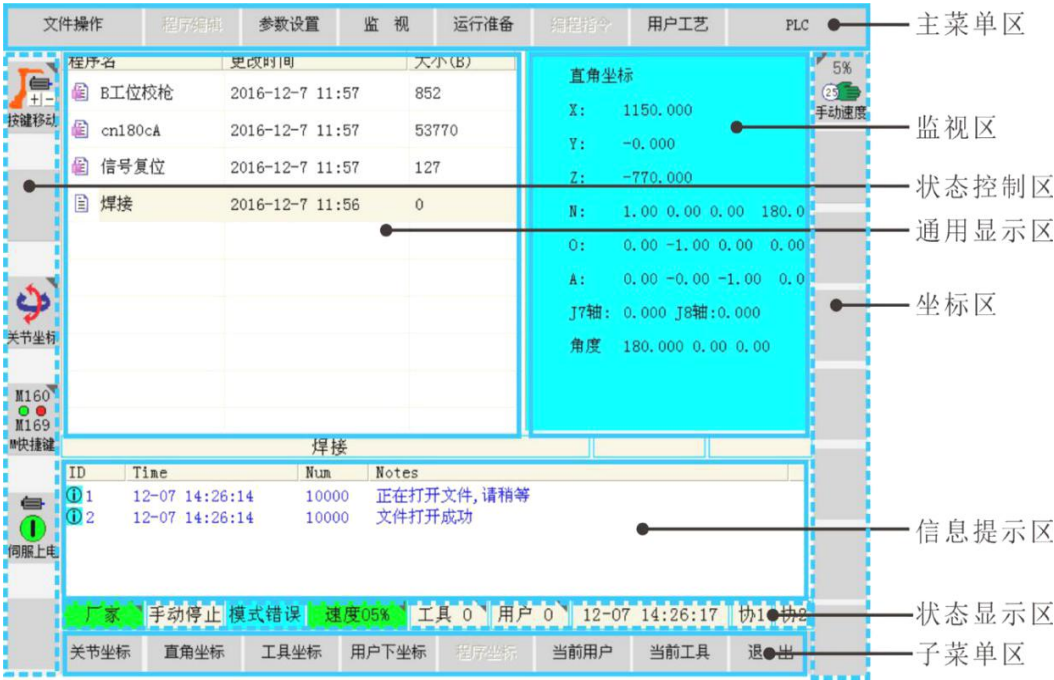 文件操作 程序编辑 参数设置 监 视 运行准备 编程指令 用户工艺 PLC 主菜单区
程序名 更改时间 大小(B)
B工位校枪 2016-12-7 11:57 852
cn180cA 2016-12-7 11:57 53770
信号复位 2016-12-7 11:57 127
焊接 2016-12-7 11:56 0
直角坐标
X: 1150.000
Y: -0.000
Z: -770.000
N: 1.00 0.00 0.00 180.0
O: 0.00 -1.00 0.00 0.00
A: 0.00 -0.00 -1.00 0.0
J7轴: 0.000 J8轴:0.000
角度 180.000 0.00 0.00
5%
25
手动速度
监视区
状态控制区
通用显示区
坐标区
+ -
按键移动
关节坐标
M160
M169
M快捷键
伺服上电
焊接
ID Time Num Notes
1 12-07 14:26:14 10000 正在打开文件,请稍等
2 12-07 14:26:14 10000 文件打开成功
信息提示区
厂家 手动停止 模式错误 速度05% 工具 0 用户 0 12-07 14:26:17 协1 协2 状态显示区
关节坐标 直角坐标 工具坐标 用户下坐标 程序坐标 当前用户 当前工具 退 出 子菜单区